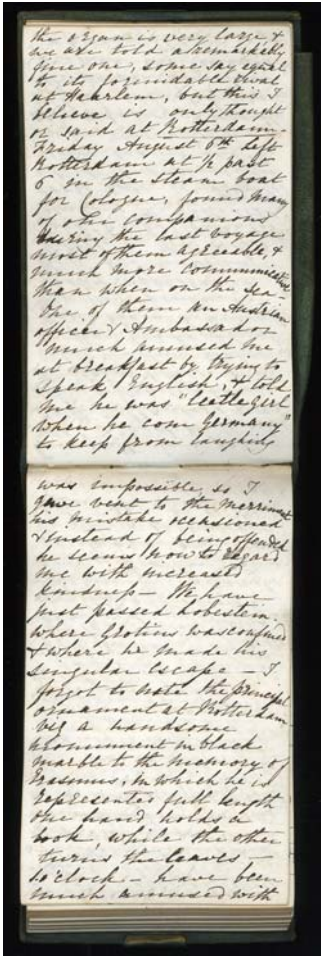 the organ is very large &
we are told a remarkably
fine one, some say equal
to its formidable rival
at Haarlem, but this I
believe is only thought
or said at Rotterdam.
Friday August 6th left
Rotterdam at ½ past
6 in the steam boat
for Cologne, found many
of our companions
during the last voyage
most of them agreeable, &
much more communicative
than when on the sea -
One of them an Austrian
officer & Ambassador
much amused me
at breakfast by trying to
speak English, & told
me he was "leetle girl
when he com Germany"
to keep from laughing
was impossible, so I
gave vent to the merriment
his mistake occasioned
& instead of being offended
he seems now to regard
me with increased
kindness - We have
just passed
where Grotius was confined
& where he made his
singular escape - I
forgot to note the principal
ornament at Rotterdam
viz a handsome
monument in black
marble to the memory of
Erasmus, in which he is
represented full length
one hand holds a
book, while the other
turns the leaves -
o'clock - have been
much amused with